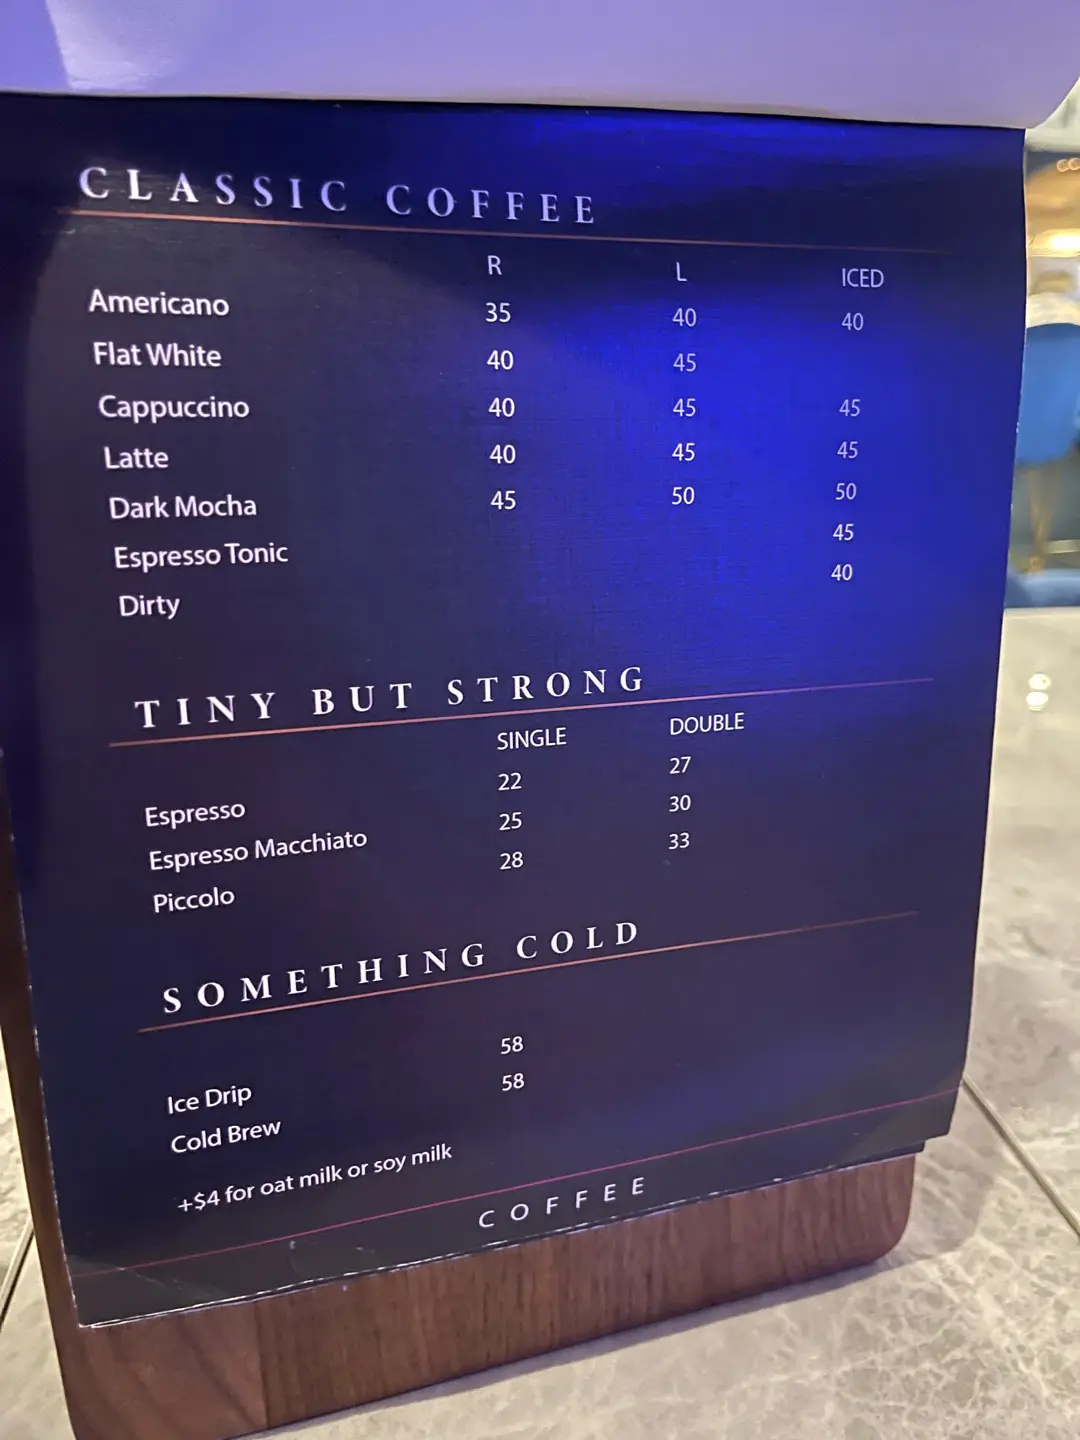 CLASSIC COFFEE
R L ICED
Americano 35 40 40
Flat White 40 45
Cappuccino 40 45 45
Latte 40 45 45
Dark Mocha 45 50 50
Espresso Tonic 45
Dirty 40
TINY BUT STRONG
SINGLE DOUBLE
Espresso 22 27
Espresso Macchiato 25 30
Piccolo 28 33
SOMETHING COLD
Ice Drip 58
Cold Brew 58
+$4 for oat milk or soy milk
COFFEE